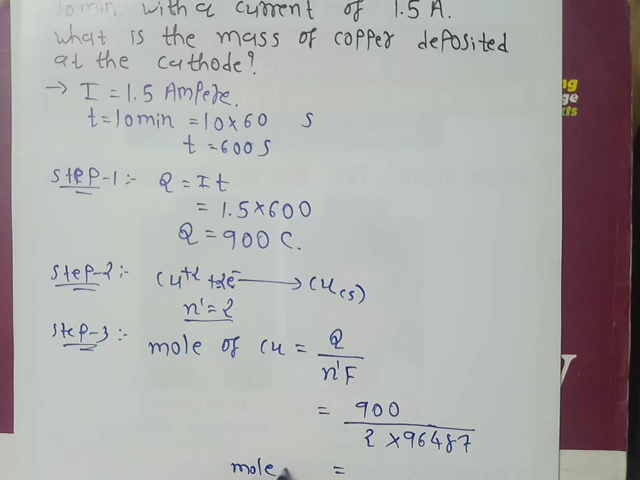 10min with a current of 1.5 A.
What is the mass of copper deposited
at the cathode?
→ I = 1.5 Ampere.
t = 10min = 10×60 s
t = 600 s
Step-1:- Q = It
= 1.5×600
Q = 900 C.
Step-2:- Cu+2 +2e- → Cu(s)
n' = 2
Step-3:- mole of Cu = Q / n'F
= 900 / 2 ×96487
mole =